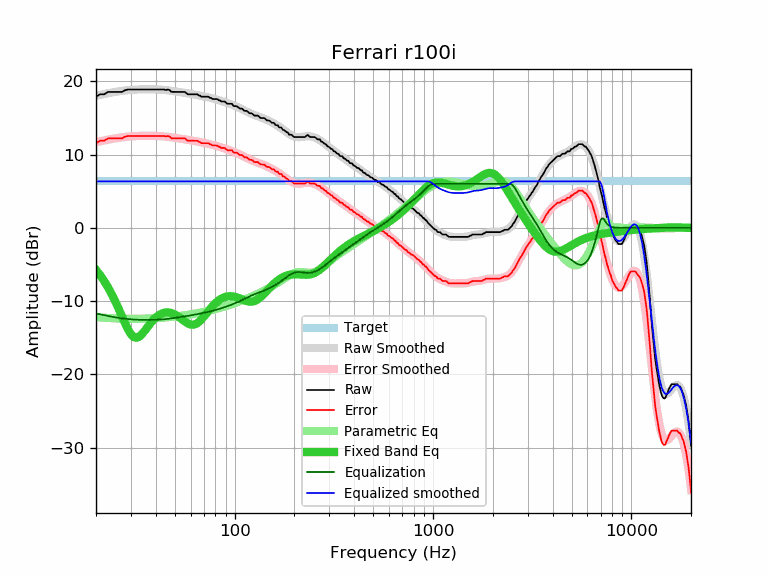 Ferrari r100i
20
10
0
−10
−20
−30
Amplitude (dBr)
Target
Raw Smoothed
Error Smoothed
Raw
Error
Parametric Eq
Fixed Band Eq
Equalization
Equalized smoothed
100
1000
10000
Frequency (Hz)